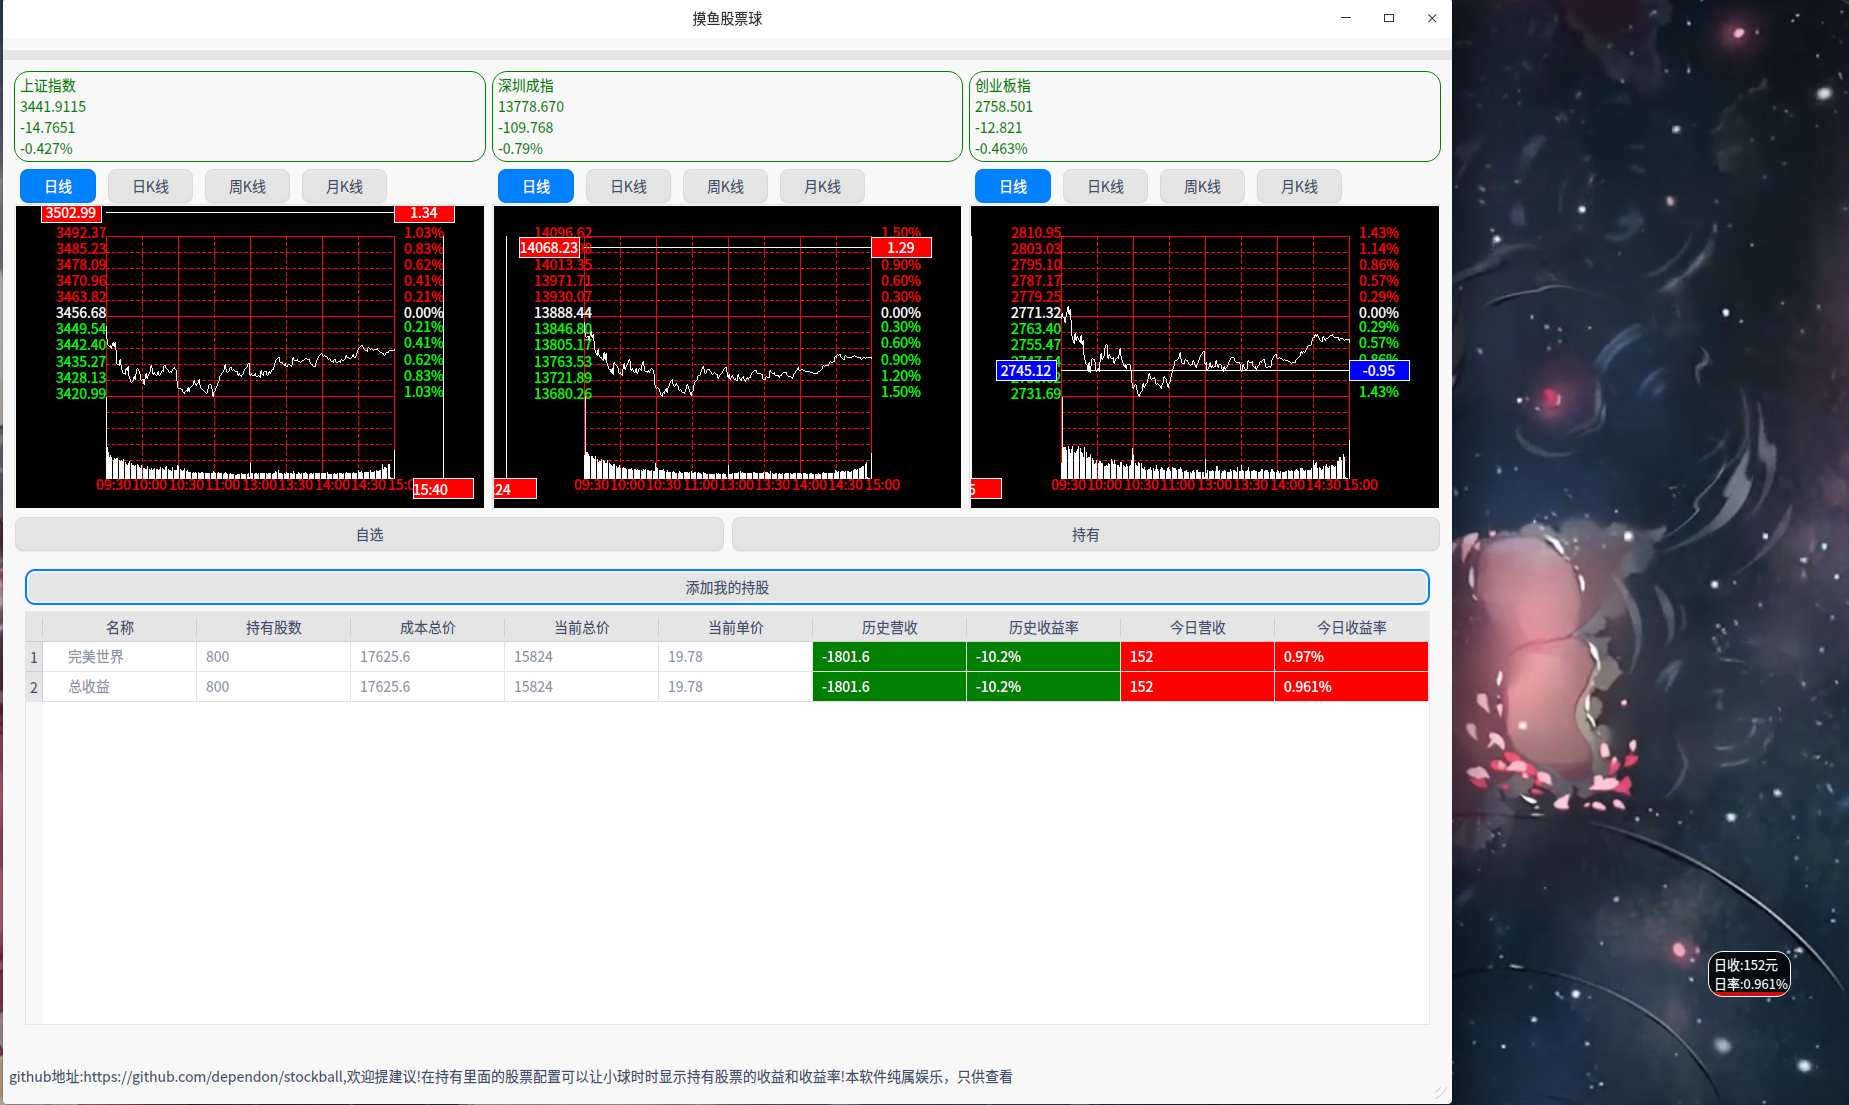 摸鱼股票球
上证指数
3441.9115
-14.7651
-0.427%
深圳成指
13778.670
-109.768
-0.79%
创业板指
2758.501
-12.821
-0.463%
日线 日K线 周K线 月K线
日线 日K线 周K线 月K线
日线 日K线 周K线 月K线
3502.99 1.34
3492.37 1.03%
3485.23 0.83%
3478.09 0.62%
3470.96 0.41%
3463.82 0.21%
3456.68 0.00%
3449.54 0.21%
3442.40 0.41%
3435.27 0.62%
3428.13 0.83%
3420.99 1.03%
09:30 10:00 10:30 11:00 13:00 13:30 14:00 14:30 15:0
15:40
14096.62 1.50%
14068.23 1.29
14013.35 0.90%
13971.71 0.60%
13930.07 0.30%
13888.44 0.00%
13846.80 0.30%
13805.17 0.60%
13763.53 0.90%
13721.89 1.20%
13680.26 1.50%
24
09:30 10:00 10:30 11:00 13:00 13:30 14:00 14:30 15:00
2810.95 1.43%
2803.03 1.14%
2795.10 0.86%
2787.17 0.57%
2779.25 0.29%
2771.32 0.00%
2763.40 0.29%
2755.47 0.57%
2747.54 0.86%
2745.12 -0.95
2731.69 1.43%
5
09:30 10:00 10:30 11:00 13:00 13:30 14:00 14:30 15:00
自选 持有
添加我的持股
名称 持有股数 成本总价 当前总价 当前单价 历史营收 历史收益率 今日营收 今日收益率
1 完美世界 800 17625.6 15824 19.78 -1801.6 -10.2% 152 0.97%
2 总收益 800 17625.6 15824 19.78 -1801.6 -10.2% 152 0.961%
日收:152元
日率:0.961%
github地址:https://github.com/dependon/stockball,欢迎提建议!在持有里面的股票配置可以让小球时时显示持有股票的收益和收益率!本软件纯属娱乐，只供查看